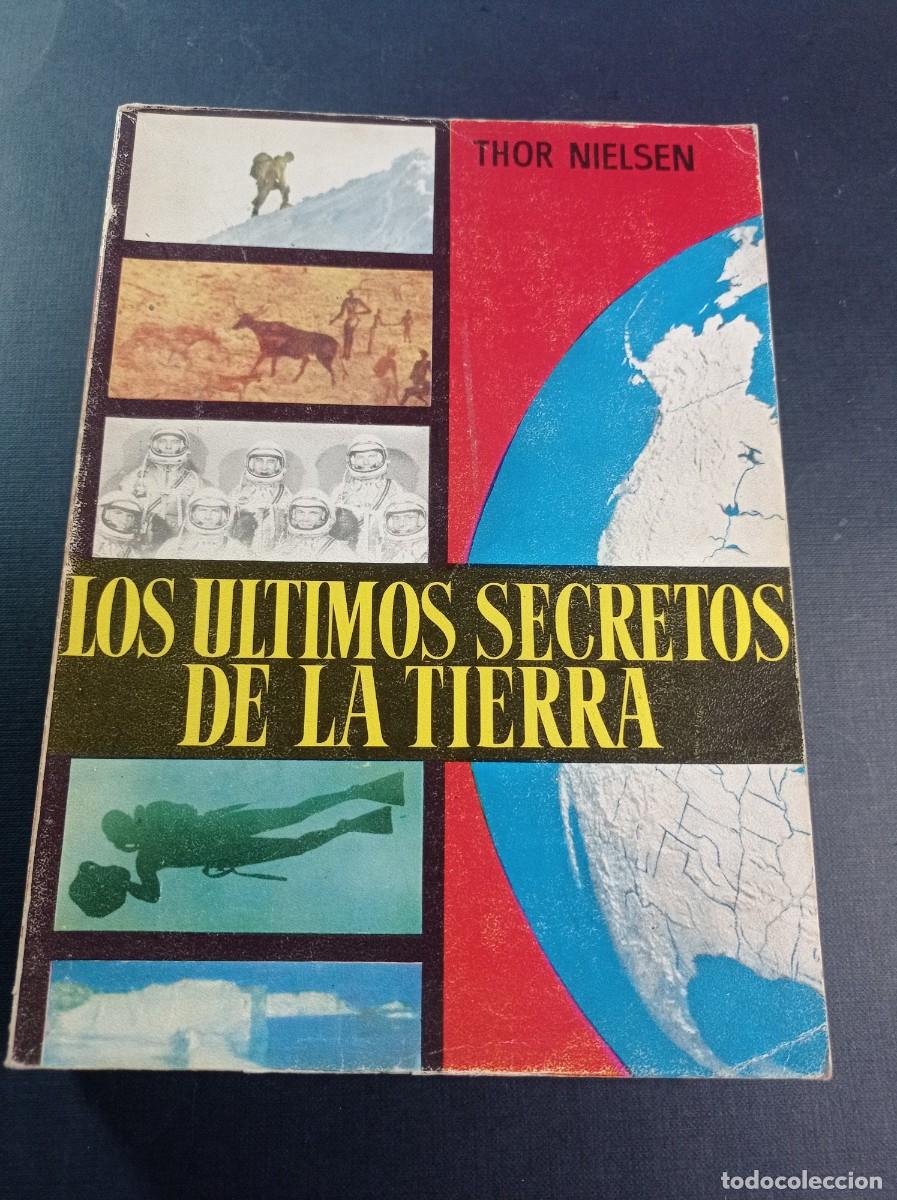 THOR NIELSEN
LOS ULTIMOS SECRETOS
DE LA TIERRA
todocoleccion